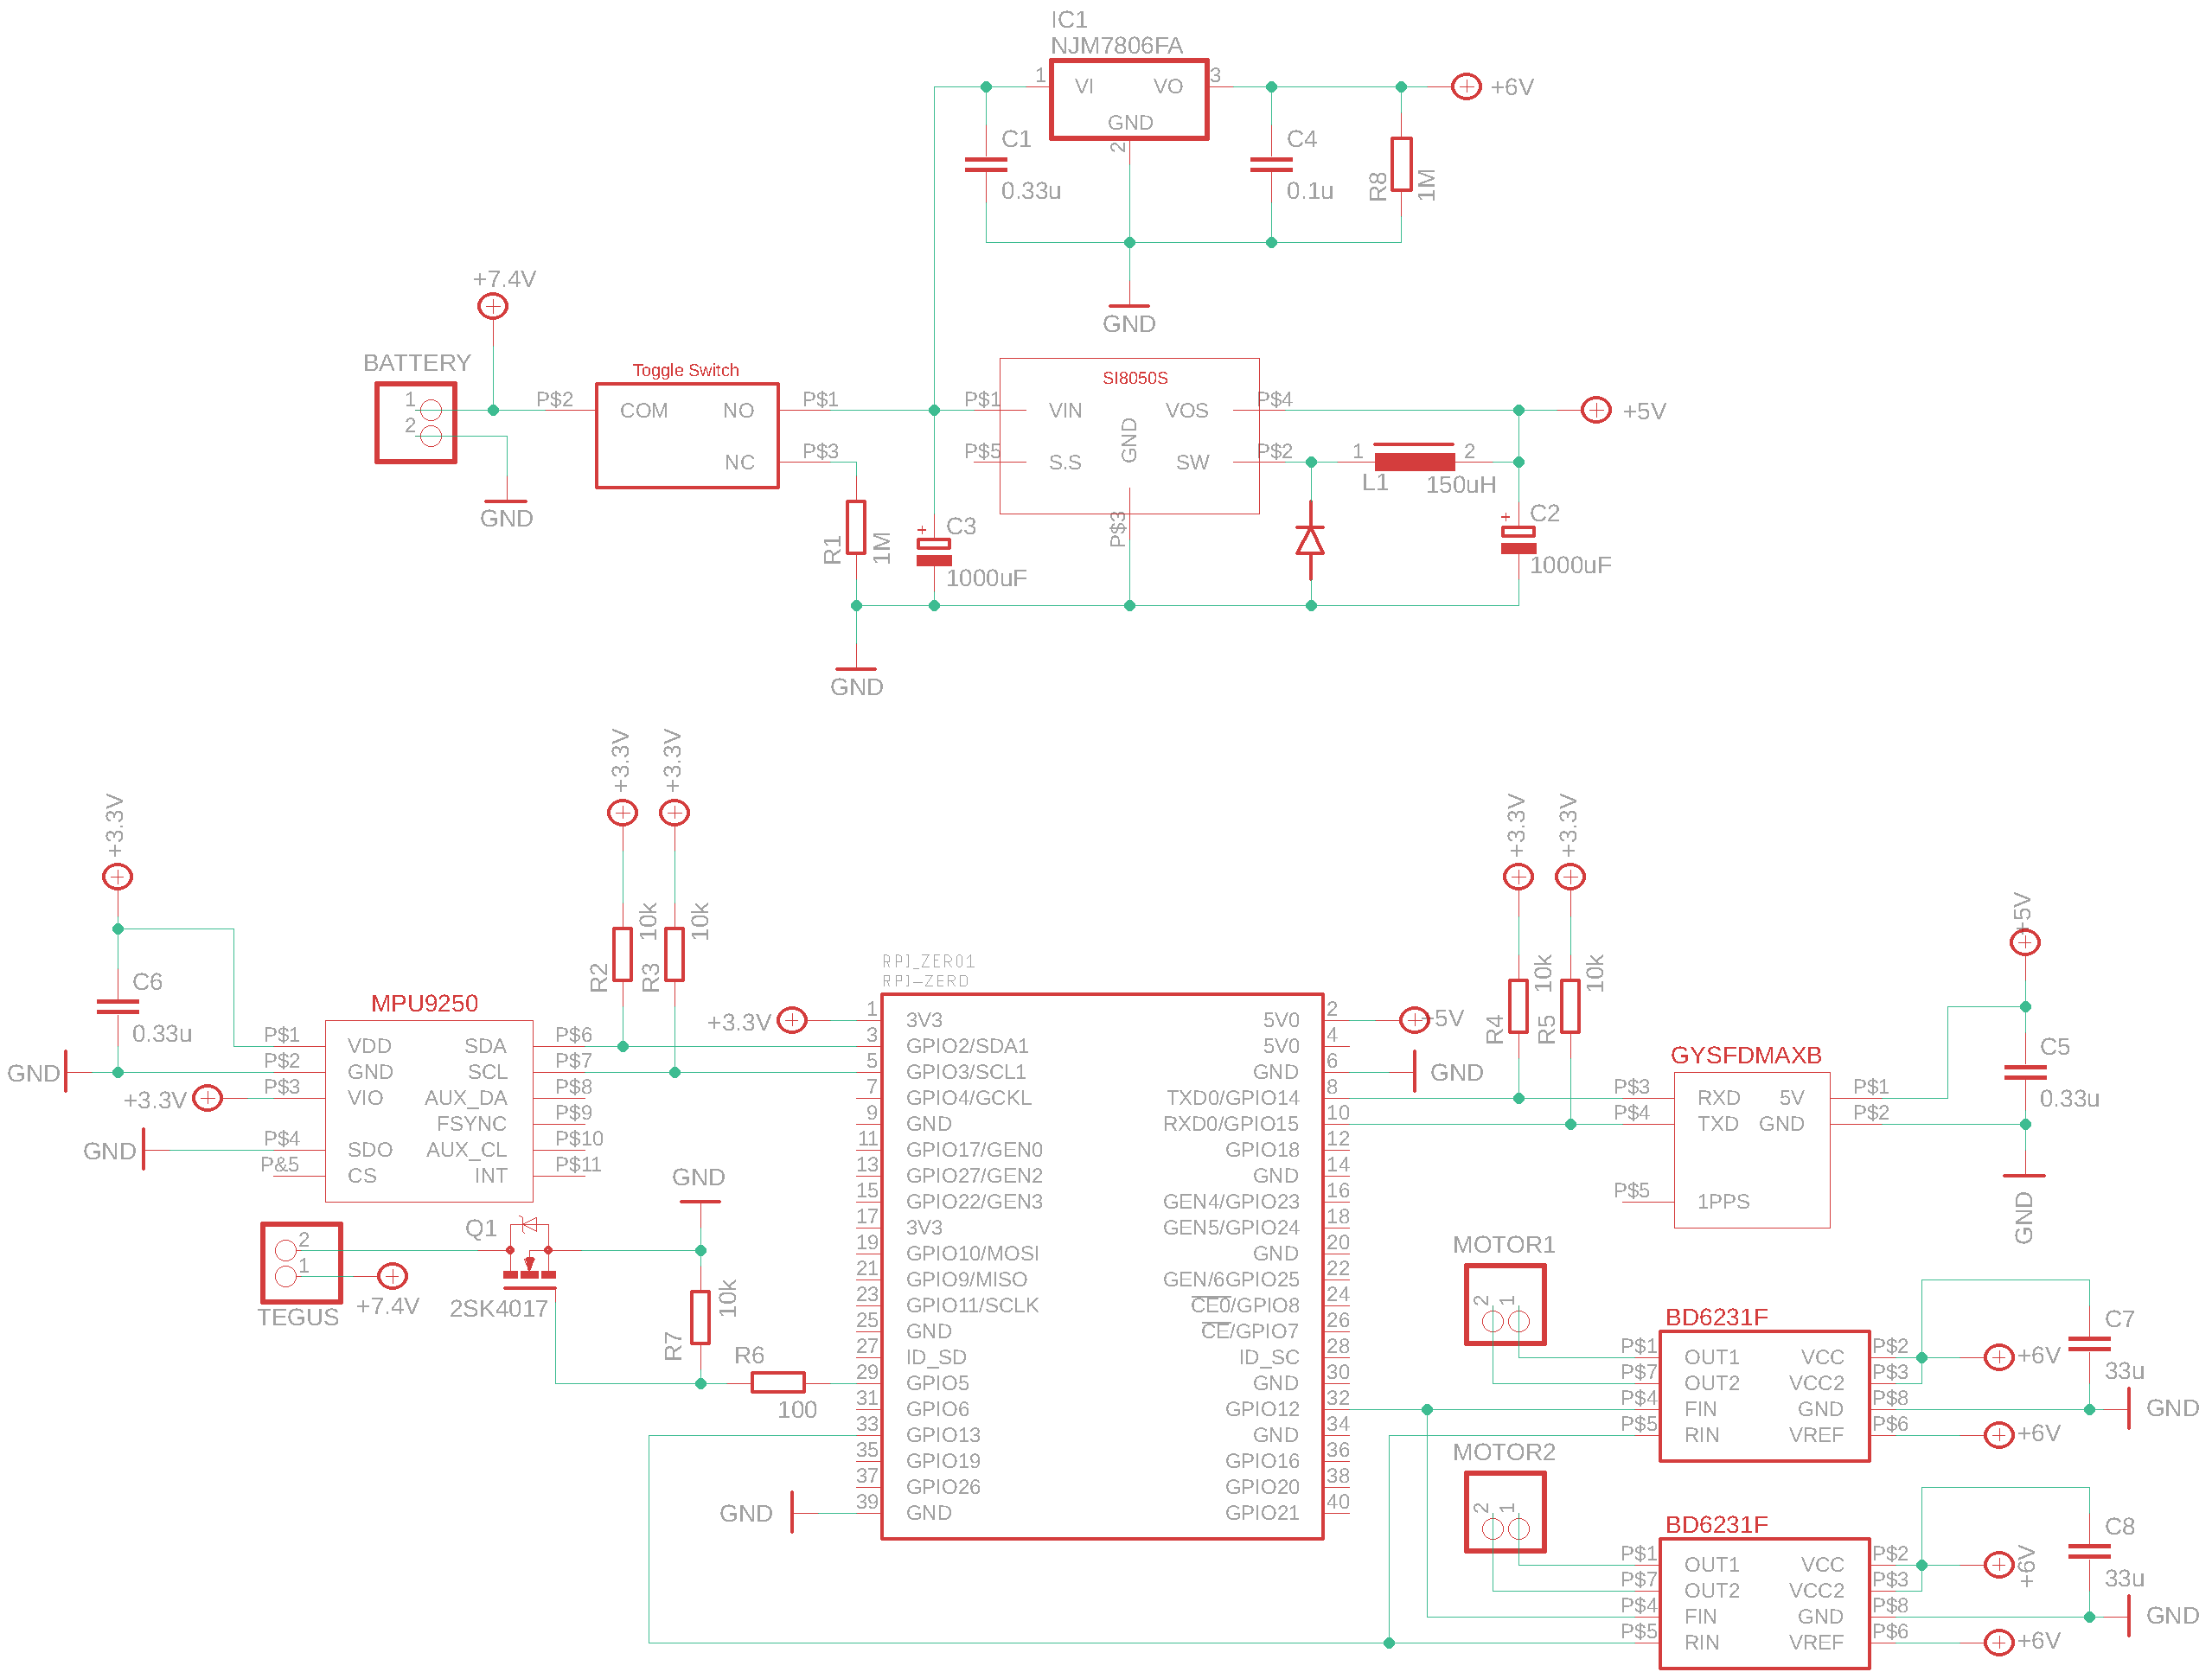 IC1
NJM7806FA
1 VI VO 3
GND
2
+6V
C1
0.33u
C4
0.1u
R8
1M
GND
+7.4V
BATTERY
1
2
GND
Toggle Switch
P$2 COM NO P$1
NC P$3
R1
1M
C3
+
1000uF
GND
SI8050S
P$1 VIN VOS P$4
P$5 S.S GND SW P$2
P$3
+5V
1 2
L1 150uH
+
C2
1000uF
+3.3V
+3.3V
+3.3V
C6
0.33u
GND
+3.3V
GND
R2
10k
R3
10k
MPU9250
P$1 VDD SDA P$6
P$2 GND SCL P$7
P$3 VIO AUX_DA P$8
FSYNC P$9
P$4 SDO AUX_CL P$10
P&5 CS INT P$11
GND
Q1
2SK4017
2
1
TEGUS
+7.4V
R7
10k
R6
100
RPI_ZERO1
RPI-ZERO
+3.3V
1 3V3 5V0 2
3 GPIO2/SDA1 5V0 4
5 GPIO3/SCL1 GND 6
7 GPIO4/GCKL TXD0/GPIO14 8
9 GND RXD0/GPIO15 10
11 GPIO17/GEN0 GPIO18 12
13 GPIO27/GEN2 GND 14
15 GPIO22/GEN3 GEN4/GPIO23 16
17 3V3 GEN5/GPIO24 18
19 GPIO10/MOSI GND 20
21 GPIO9/MISO GEN/6GPIO25 22
23 GPIO11/SCLK CE0/GPIO8 24
25 GND CE/GPIO7 26
27 ID_SD ID_SC 28
29 GPIO5 GND 30
31 GPIO6 GPIO12 32
33 GPIO13 GND 34
35 GPIO19 GPIO16 36
37 GPIO26 GPIO20 38
39 GND GPIO21 40
GND
+5V
GND
+3.3V
+3.3V
R4
10k
R5
10k
GYSFDMAXB
P$3 RXD 5V P$1
P$4 TXD GND P$2
P$5 1PPS
+5V
C5
0.33u
GND
MOTOR1
2 1
BD6231F
P$1 OUT1 VCC P$2
P$7 OUT2 VCC2 P$3
P$4 FIN GND P$8
P$5 RIN VREF P$6
C7
33u
+6V
GND
+6V
MOTOR2
2 1
BD6231F
P$1 OUT1 VCC P$2
P$7 OUT2 VCC2 P$3
P$4 FIN GND P$8
P$5 RIN VREF P$6
C8
33u
+6V
GND
+6V